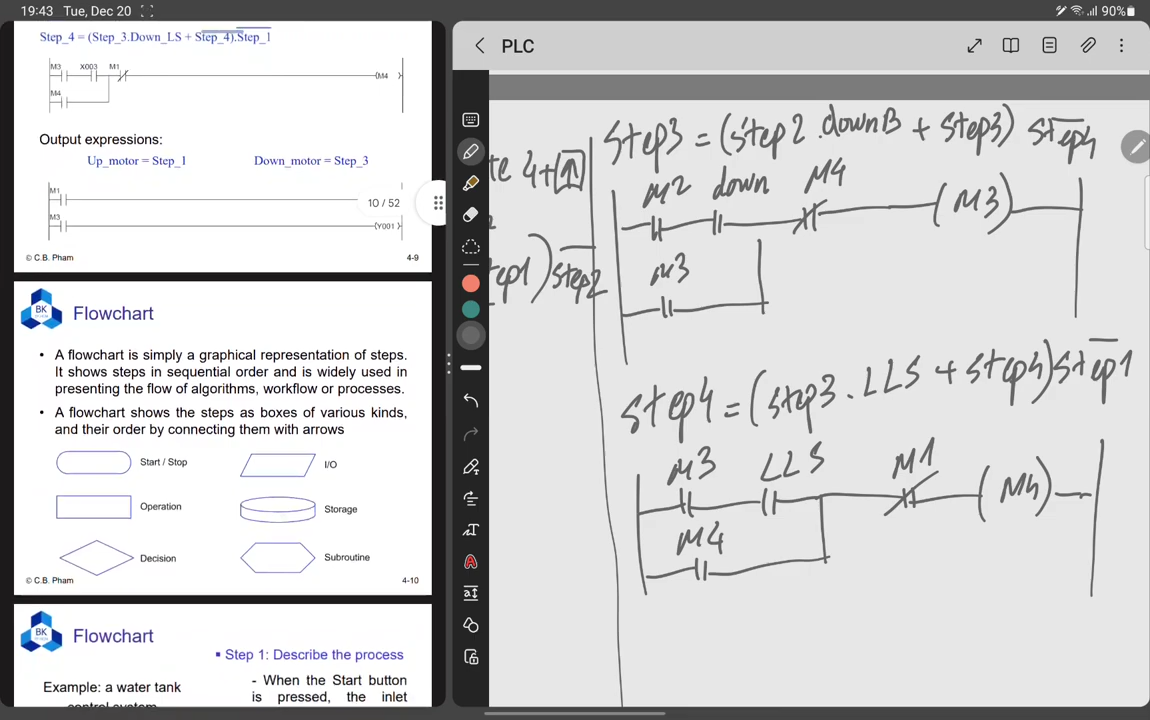 19:43 Tue, Dec 20
90%
Step_4 = (Step_3.Down_LS + Step_4).Step_1
M3 X003 M1
(M4 )
M4
Output expressions:
Up_motor = Step_1 Down_motor = Step_3
M1
10 / 52
M3
(Y001 )
© C.B. Pham 4-9
BK
Flowchart
• A flowchart is simply a graphical representation of steps.
It shows steps in sequential order and is widely used in
presenting the flow of algorithms, workflow or processes.
• A flowchart shows the steps as boxes of various kinds,
and their order by connecting them with arrows
Start / Stop I/O
Operation Storage
Decision Subroutine
© C.B. Pham 4-10
BK
Flowchart
▪ Step 1: Describe the process
Example: a water tank
- When the Start button
is pressed, the inlet
PLC
te 4+(↑)
2
tep1) step2
Step3 = (step2 .downB + step3) step4
M2 down M4
(M3)
M3
step4 = (step3 . LLS + step4) step1
M3 LLS M1
(M4)
M4